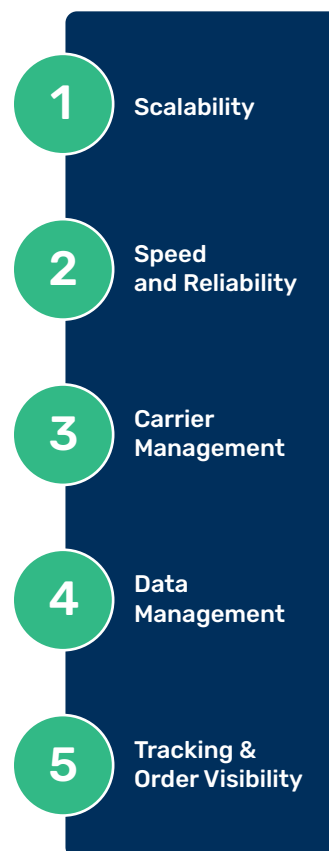 1
Scalability
2
Speed
and Reliability
3
Carrier
Management
4
Data
Management
5
Tracking &
Order Visibility